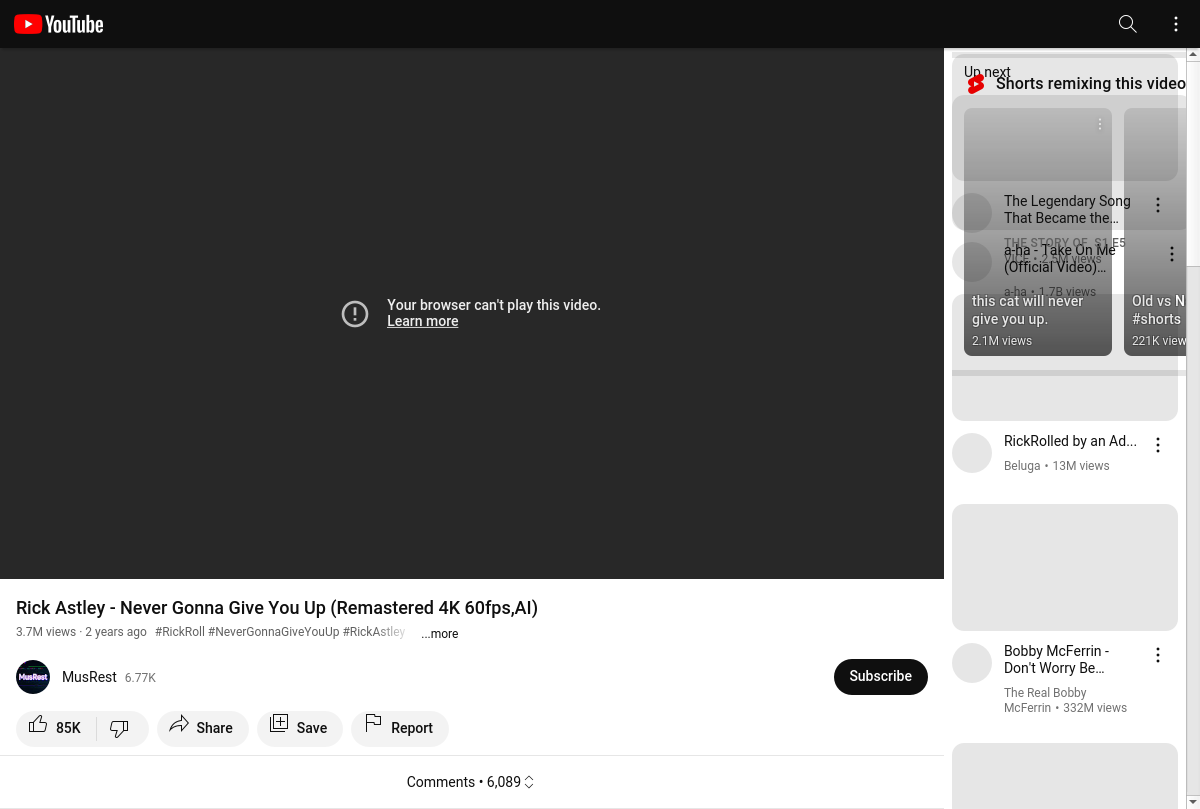 YouTube
Your browser can't play this video.
Learn more
Rick Astley - Never Gonna Give You Up (Remastered 4K 60fps,AI)
3.7M views · 2 years ago #RickRoll #NeverGonnaGiveYouUp #RickAstley ...more
MusRest
MusRest 6.77K
Subscribe
85K
Share
Save
Report
Comments • 6,089
Up next
Shorts remixing this video
The Legendary Song
That Became the…
THE STORY OF S1 E5
VICE • 2.5M views
a-ha - Take On Me
(Official Video)…
a-ha • 1.7B views
this cat will never
give you up.
2.1M views
Old vs N
#shorts
221K view
RickRolled by an Ad...
Beluga • 13M views
Bobby McFerrin -
Don't Worry Be…
The Real Bobby
McFerrin • 332M views